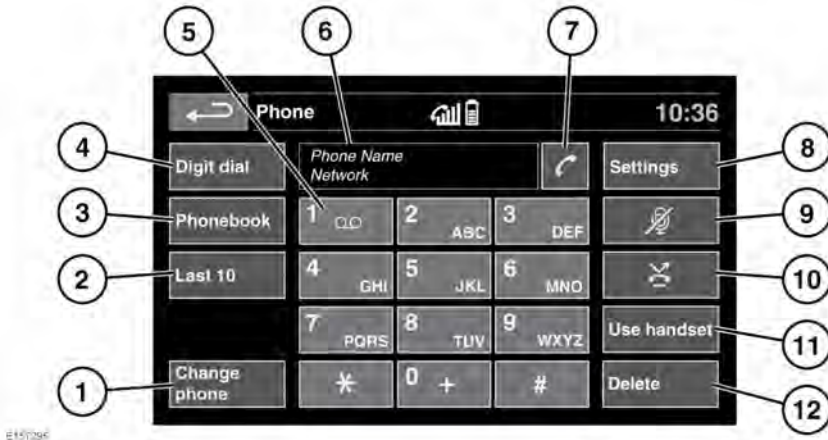 5
6
7
Phone
10:36
4
Digit dial
Phone Name
Network
Settings
8
3
Phonebook
1
2 ABC
3 DEF
9
2
Last 10
4 GHI
5 JKL
6 MNO
10
7 PQRS
8 TUV
9 WXYZ
Use handset
11
1
Change
phone
*
0 +
#
Delete
12
E157295